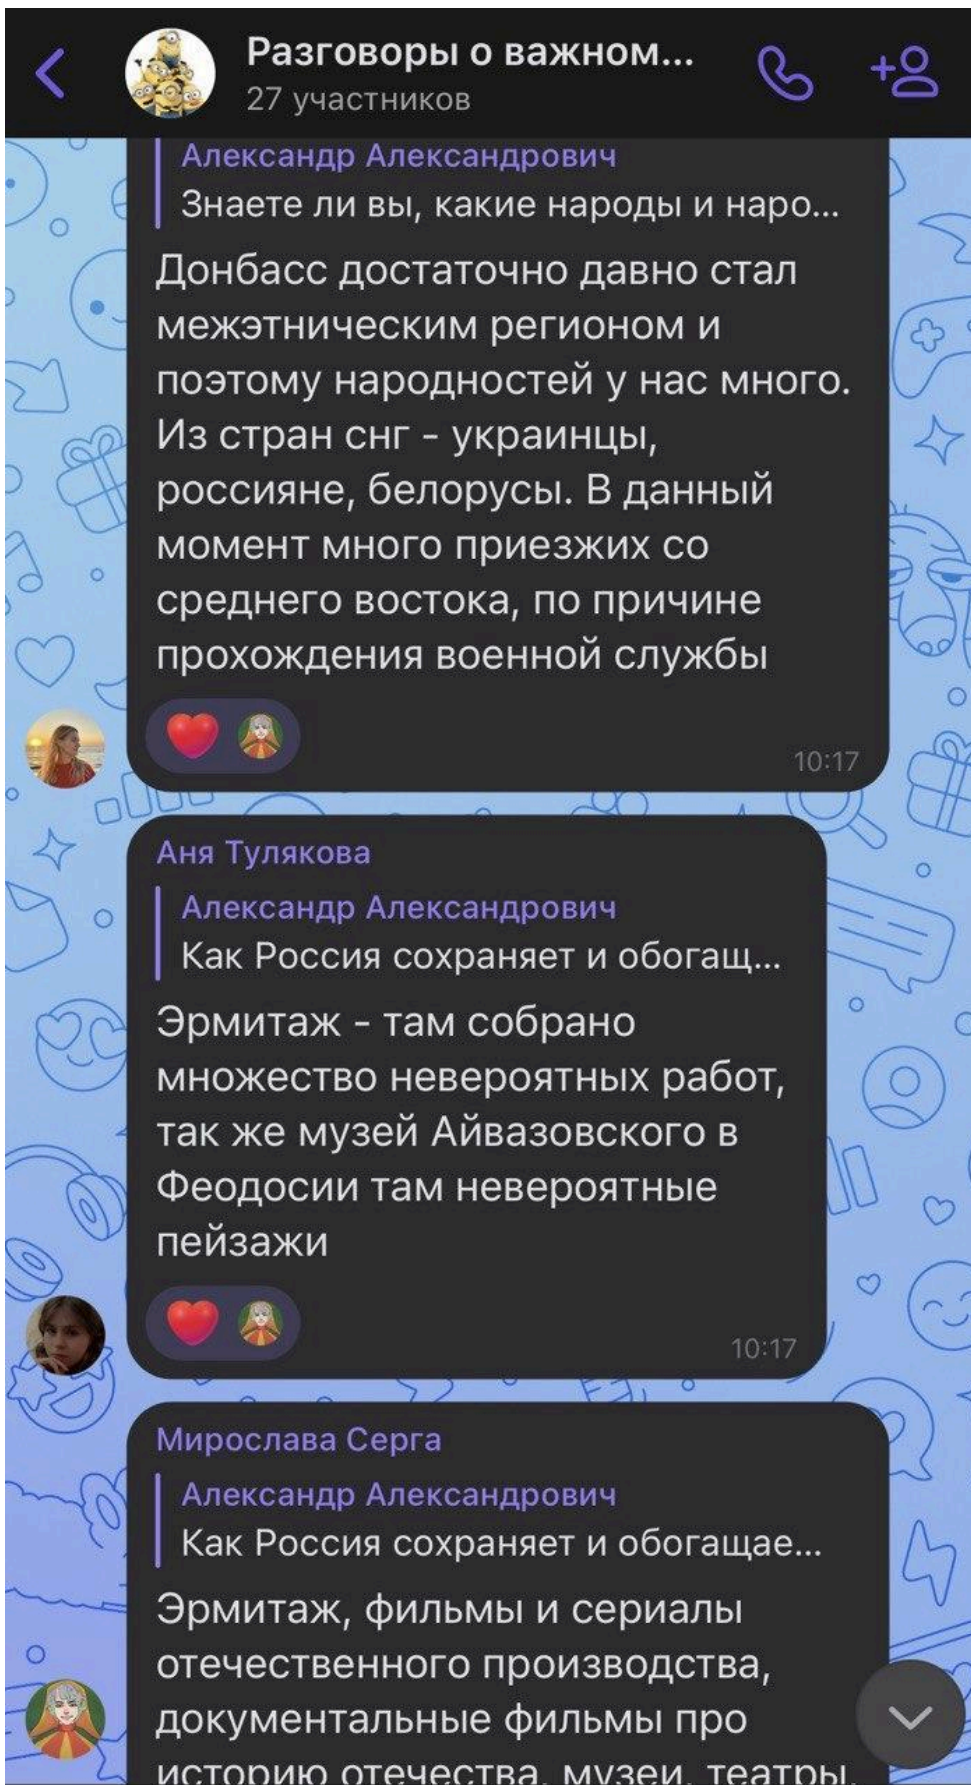 Разговоры о важном...
27 участников
Александр Александрович
Знаете ли вы, какие народы и наро...
Донбасс достаточно давно стал
межэтническим регионом и
поэтому народностей у нас много.
Из стран снг - украинцы,
россияне, белорусы. В данный
момент много приезжих со
среднего востока, по причине
прохождения военной службы
10:17
Аня Тулякова
Александр Александрович
Как Россия сохраняет и обогащ...
Эрмитаж - там собрано
множество невероятных работ,
так же музей Айвазовского в
Феодосии там невероятные
пейзажи
10:17
Мирослава Серга
Александр Александрович
Как Россия сохраняет и обогащае...
Эрмитаж, фильмы и сериалы
отечественного производства,
документальные фильмы про
историю отечества, музеи, театры